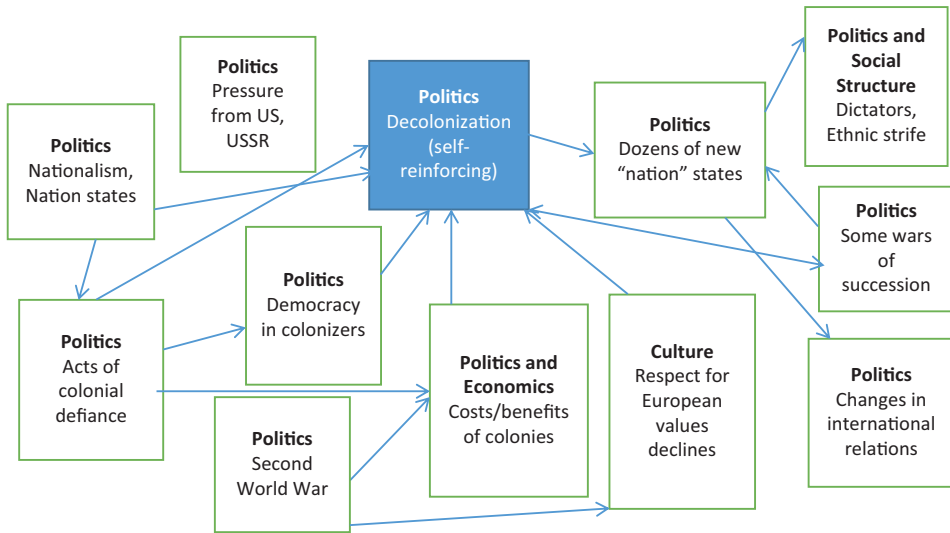 Politics
Pressure
from US,
USSR
Politics
Nationalism,
Nation states
Politics
Decolonization
(self-
reinforcing)
Politics
Dozens of new
“nation” states
Politics and
Social
Structure
Dictators,
Ethnic strife
Politics
Some wars
of
succession
Politics
Acts of
colonial
defiance
Politics
Democracy
in colonizers
Politics and
Economics
Costs/benefits
of colonies
Culture
Respect for
European
values
declines
Politics
Changes in
international
relations
Politics
Second
World War